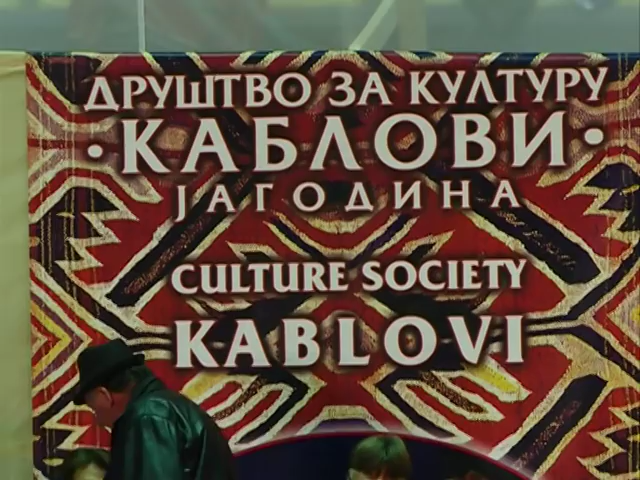 ДРУШТВО ЗА КУЛТУРУ
·КАБЛОВИ·
ЈАГОДИНА
CULTURE SOCIETY
KABLOVI